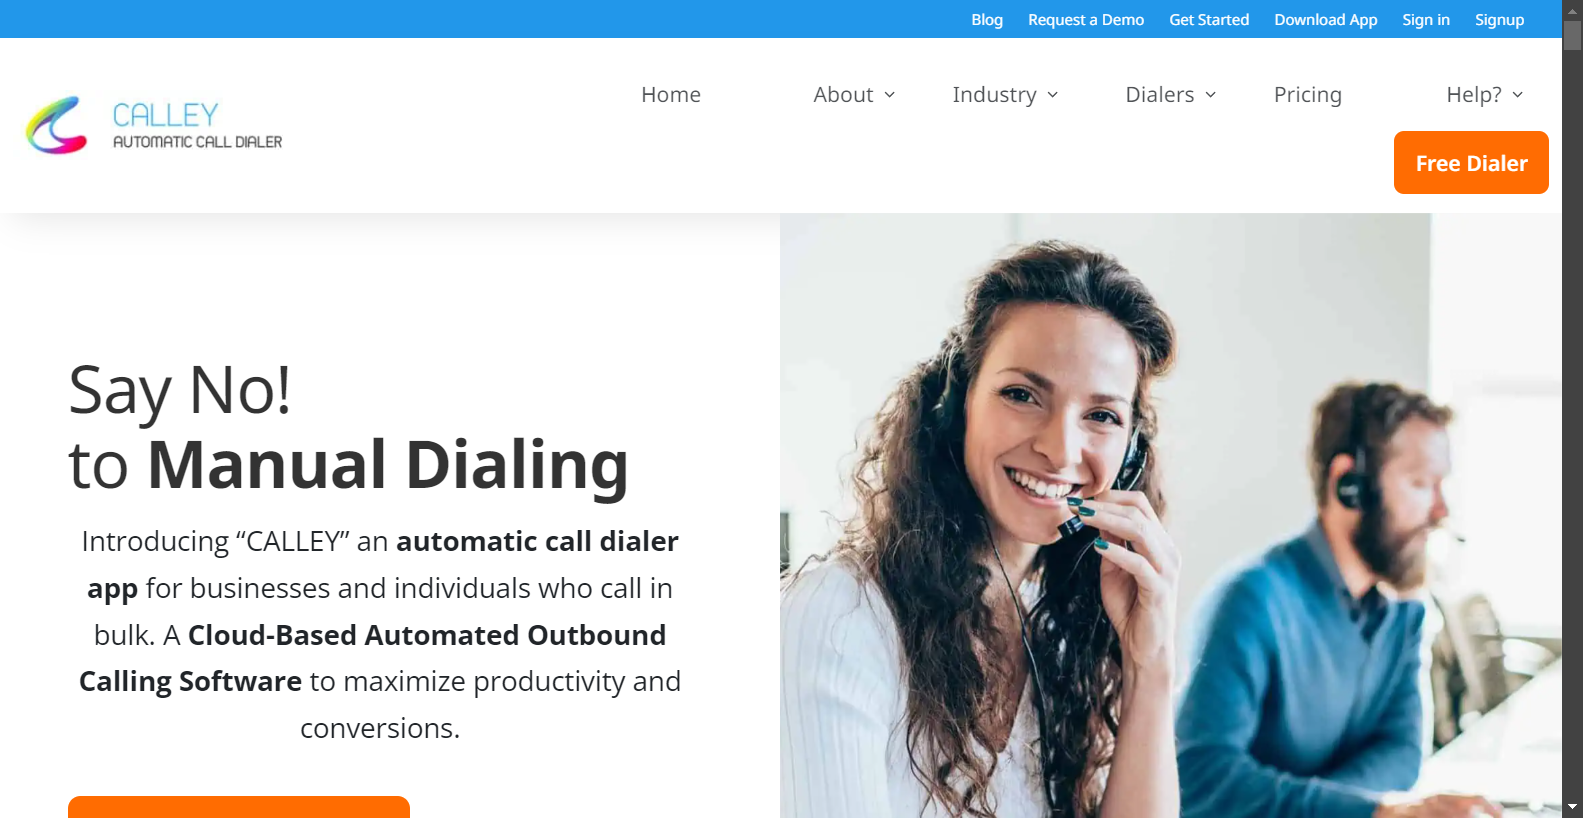 Blog Request a Demo Get Started Download App Sign in Signup
Home About Industry Dialers Pricing Help?
CALLEY
AUTOMATIC CALL DIALER
Free Dialer
Say No!
to Manual Dialing
Introducing “CALLEY” an automatic call dialer
app for businesses and individuals who call in
bulk. A Cloud-Based Automated Outbound
Calling Software to maximize productivity and
conversions.